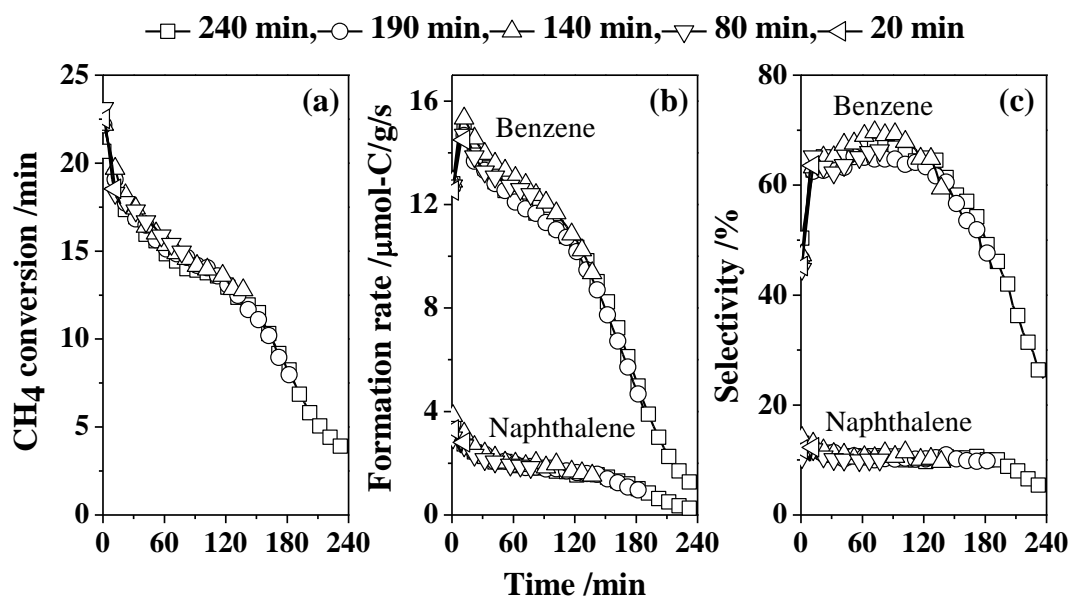 240 min, 190 min, 140 min, 80 min, 20 min
(a)
CH4 conversion /min
25
20
15
10
5
0
0 60 120 180 240
(b)
Formation rate /μmol-C/g/s
16
12
8
4
0
Benzene
Naphthalene
0 60 120 180 240
(c)
Selectivity /%
80
60
40
20
0
Benzene
Naphthalene
0 60 120 180 240
Time /min